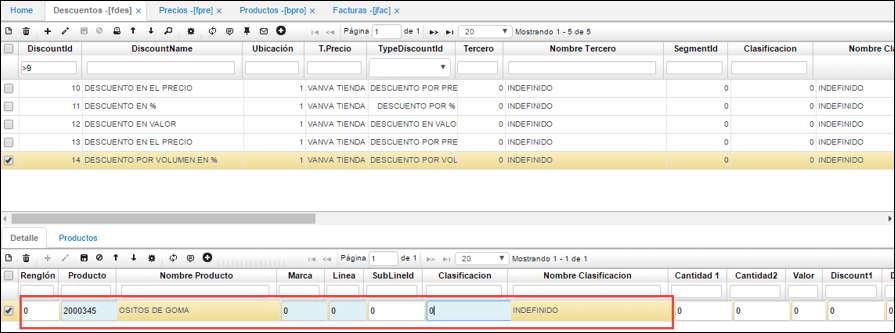 Home Descuentos -[fdes] × Precios -[fpre] × Productos -[bpro] × Facturas -[jfac] ×
Página 1 de 1 20 Mostrando 1 - 5 de 5
DiscountId DiscountName Ubicación T.Precio TypeDiscountId Tercero Nombre Tercero SegmentId Clasificacion Nombre Cla
>9
10 DESCUENTO EN EL PRECIO 1 VANVA TIENDA DESCUENTO POR PRE 0 INDEFINIDO 0 0 INDEFINIDO
11 DESCUENTO EN % 1 VANVA TIENDA DESCUENTO POR % 0 INDEFINIDO 0 0 INDEFINIDO
12 DESCUENTO EN VALOR 1 VANVA TIENDA DESCUENTO EN VALO 0 INDEFINIDO 0 0 INDEFINIDO
13 DESCUENTO EN EL PRECIO 1 VANVA TIENDA DESCUENTO POR PRE 0 INDEFINIDO 0 0 INDEFINIDO
14 DESCUENTO POR VOLUMEN EN % 1 VANVA TIENDA DESCUENTO POR VOL 0 INDEFINIDO 0 0 INDEFINIDO
Detalle Productos
Página 1 de 1 20 Mostrando 1 - 1 de 1
Renglón Producto Nombre Producto Marca Linea SubLineId Clasificacion Nombre Clasificacion Cantidad 1 Cantidad2 Valor Discount1 D
0 2000345 OSITOS DE GOMA 0 0 0 0 INDEFINIDO 0 0 0 0 0